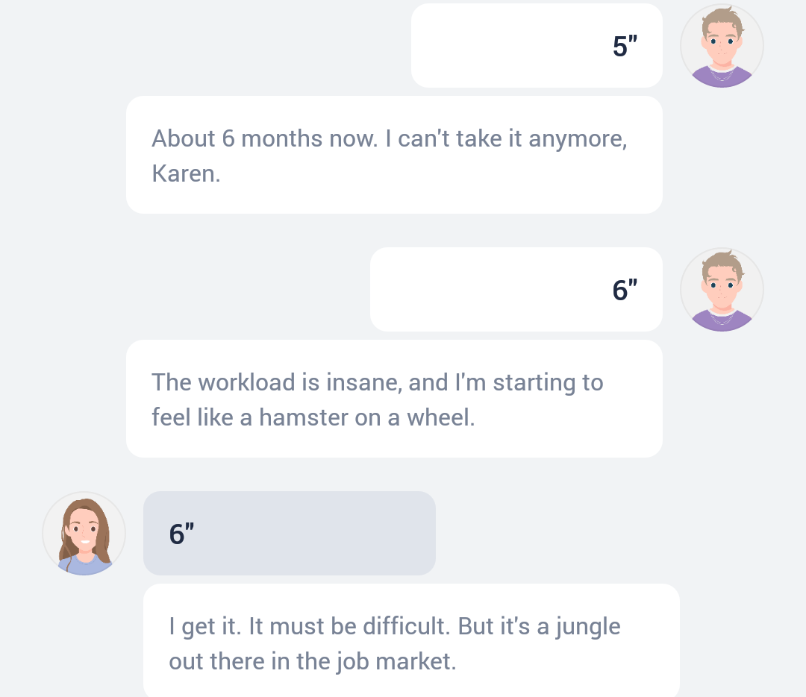 5"
About 6 months now. I can't take it anymore,
Karen.
6"
The workload is insane, and I'm starting to
feel like a hamster on a wheel.
6"
I get it. It must be difficult. But it's a jungle
out there in the job market.